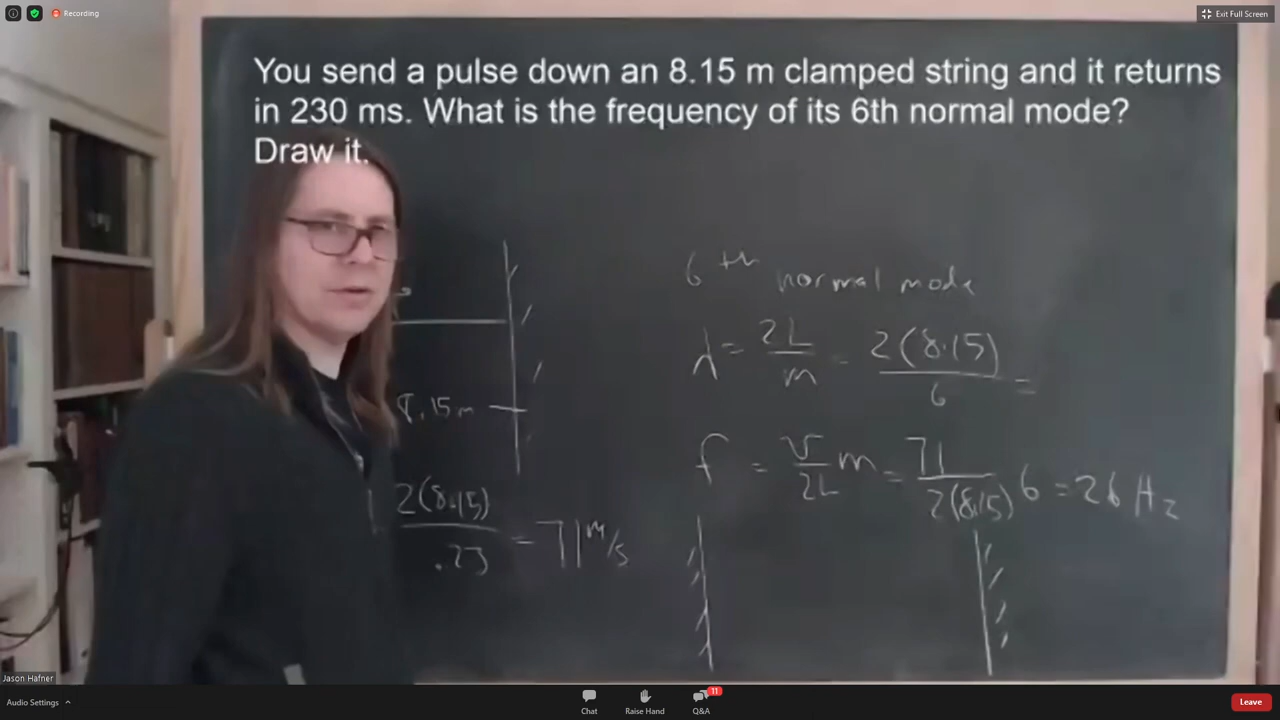 Recording
Exit Full Screen
You send a pulse down an 8.15 m clamped string and it returns
in 230 ms. What is the frequency of its 6th normal mode?
Draw it.
6th normal mode
λ = 2L/m = 2(8.15)/6 =
8.15m
f = v/2L m = 71/2(8.15) 6 = 26 Hz
2(8.15)/.23 = 71 m/s
Jason Hafner
Audio Settings
Chat
Raise Hand
11
Q&A
Leave